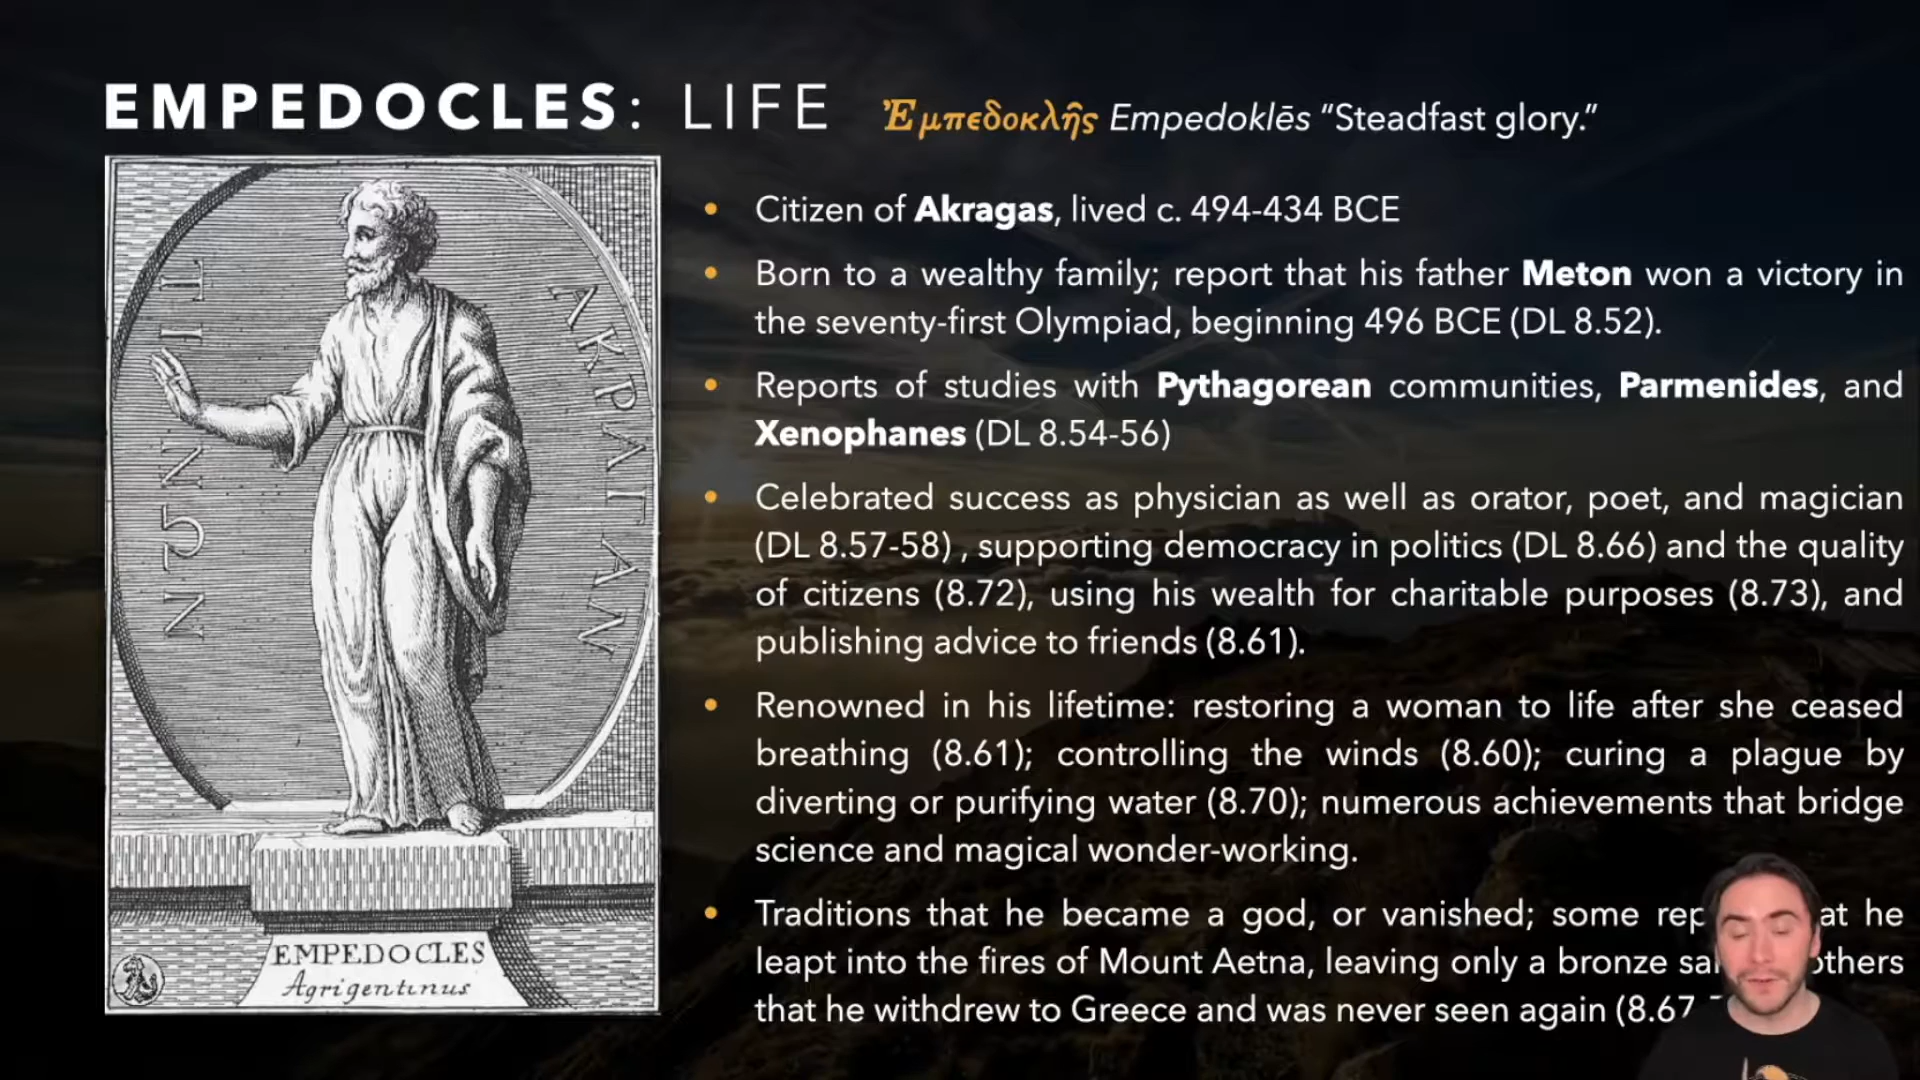 EMPEDOCLES: LIFE Ἐμπεδοκλῆς Empedoklēs “Steadfast glory.”
• Citizen of Akragas, lived c. 494-434 BCE
• Born to a wealthy family; report that his father Meton won a victory in
the seventy-first Olympiad, beginning 496 BCE (DL 8.52).
• Reports of studies with Pythagorean communities, Parmenides, and
Xenophanes (DL 8.54-56)
• Celebrated success as physician as well as orator, poet, and magician
(DL 8.57-58) , supporting democracy in politics (DL 8.66) and the quality
of citizens (8.72), using his wealth for charitable purposes (8.73), and
publishing advice to friends (8.61).
• Renowned in his lifetime: restoring a woman to life after she ceased
breathing (8.61); controlling the winds (8.60); curing a plague by
diverting or purifying water (8.70); numerous achievements that bridge
science and magical wonder-working.
• Traditions that he became a god, or vanished; some he
leapt into the fires of Mount Aetna, leaving only a bronze others
that he withdrew to Greece and was never seen again (8.67
ΑΚΡΑΓΑΝ
ΤΙΝΩΝ
EMPEDOCLES
Agrigentinus